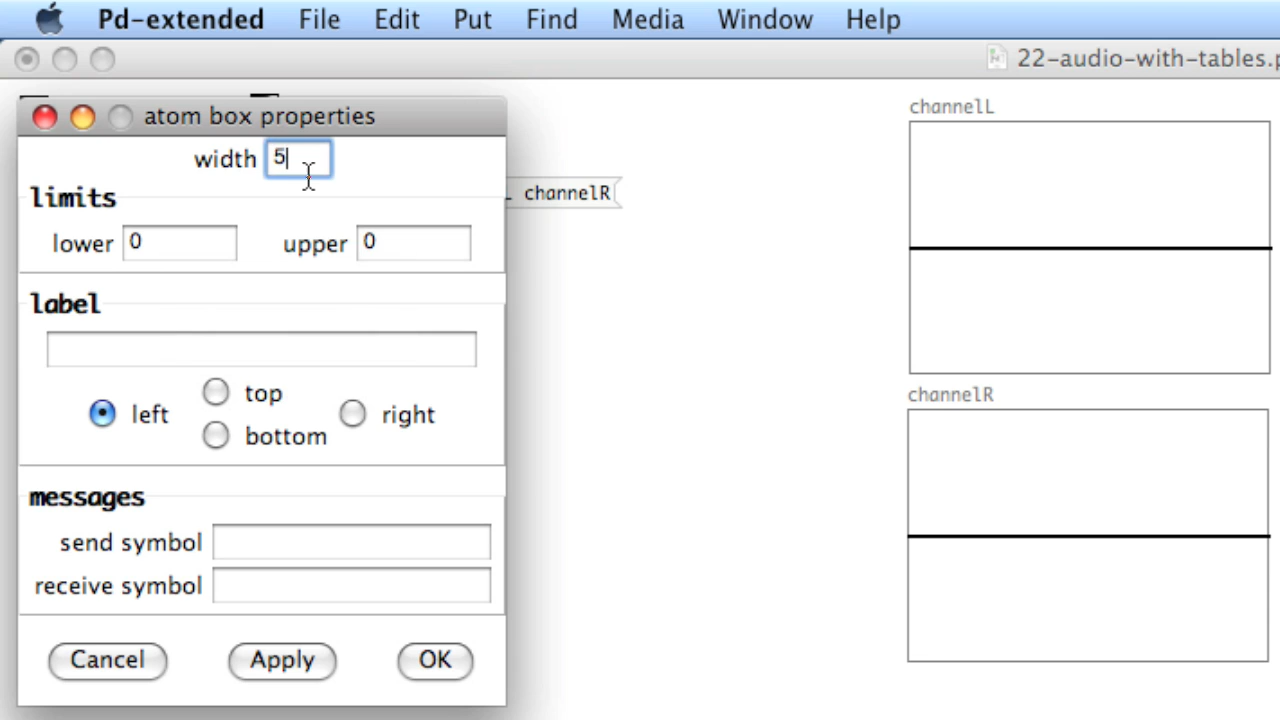 Pd-extended File Edit Put Find Media Window Help
22-audio-with-tables.p
atom box properties
width 5
limits
lower 0 upper 0
label
left top right
bottom
messages
send symbol
receive symbol
Cancel Apply OK
channelR
channelL
channelR